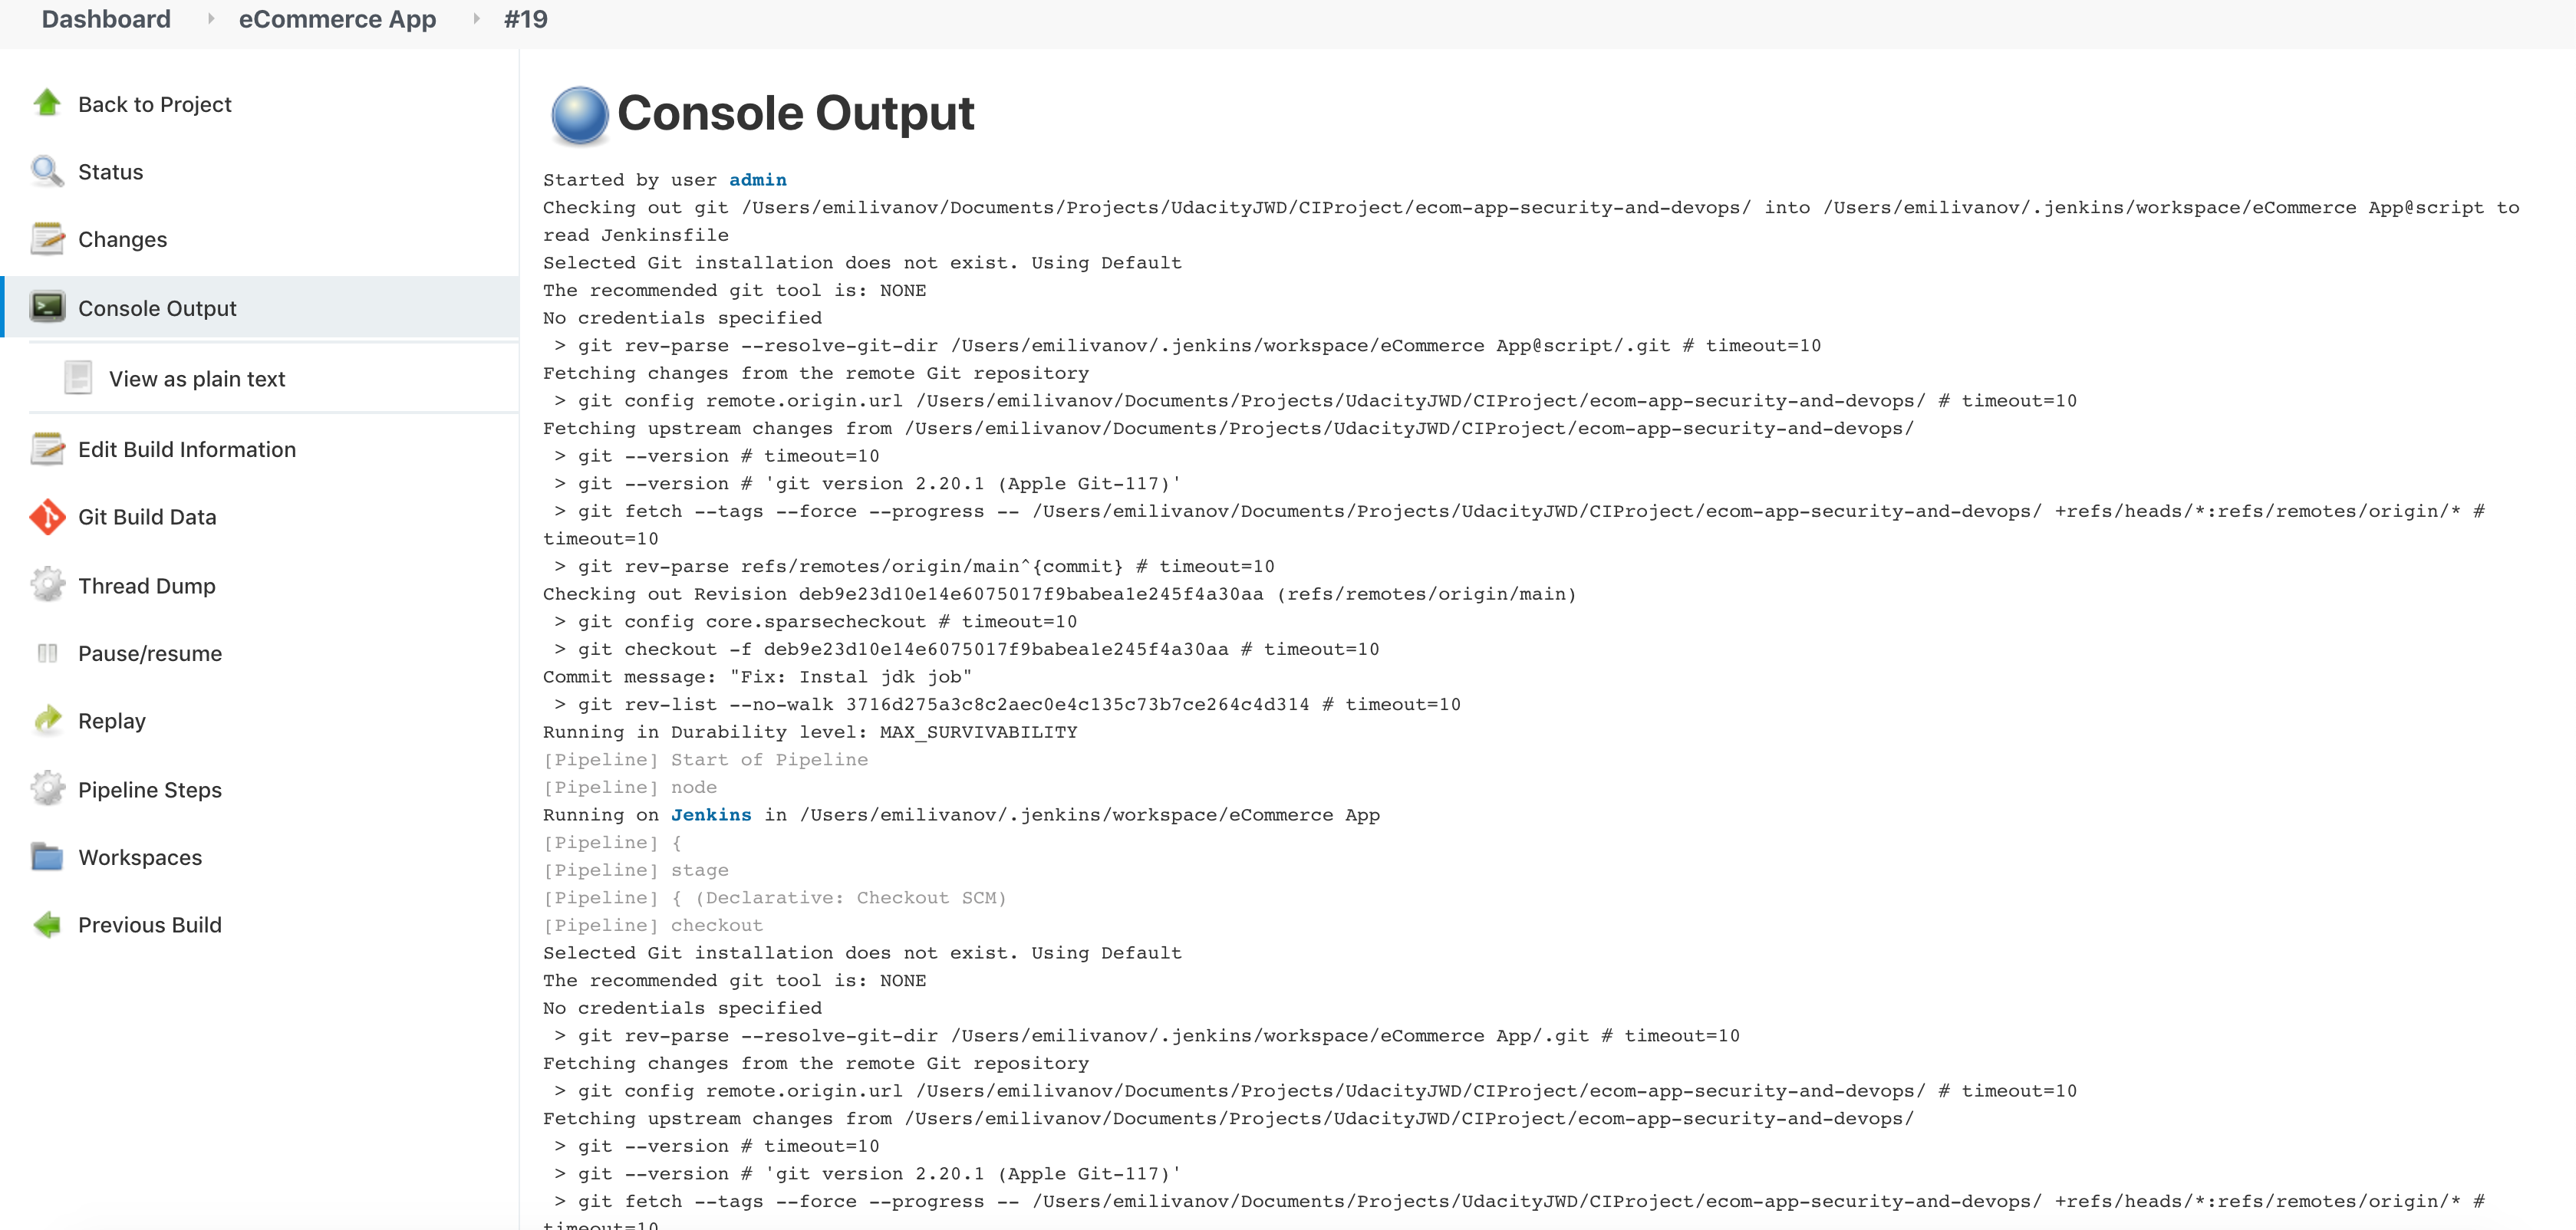 Dashboard eCommerce App #19
Back to Project
Status
Changes
Console Output
View as plain text
Edit Build Information
Git Build Data
Thread Dump
Pause/resume
Replay
Pipeline Steps
Workspaces
Previous Build
Console Output
Started by user admin
Checking out git /Users/emilivanov/Documents/Projects/UdacityJWD/CIProject/ecom-app-security-and-devops/ into /Users/emilivanov/.jenkins/workspace/eCommerce App@script to
read Jenkinsfile
Selected Git installation does not exist. Using Default
The recommended git tool is: NONE
No credentials specified
> git rev-parse --resolve-git-dir /Users/emilivanov/.jenkins/workspace/eCommerce App@script/.git # timeout=10
Fetching changes from the remote Git repository
> git config remote.origin.url /Users/emilivanov/Documents/Projects/UdacityJWD/CIProject/ecom-app-security-and-devops/ # timeout=10
Fetching upstream changes from /Users/emilivanov/Documents/Projects/UdacityJWD/CIProject/ecom-app-security-and-devops/
> git --version # timeout=10
> git --version # 'git version 2.20.1 (Apple Git-117)'
> git fetch --tags --force --progress -- /Users/emilivanov/Documents/Projects/UdacityJWD/CIProject/ecom-app-security-and-devops/ +refs/heads/*:refs/remotes/origin/* #
timeout=10
> git rev-parse refs/remotes/origin/main^{commit} # timeout=10
Checking out Revision deb9e23d10e14e6075017f9babea1e245f4a30aa (refs/remotes/origin/main)
> git config core.sparsecheckout # timeout=10
> git checkout -f deb9e23d10e14e6075017f9babea1e245f4a30aa # timeout=10
Commit message: "Fix: Instal jdk job"
> git rev-list --no-walk 3716d275a3c8c2aec0e4c135c73b7ce264c4d314 # timeout=10
Running in Durability level: MAX_SURVIVABILITY
[Pipeline] Start of Pipeline
[Pipeline] node
Running on Jenkins in /Users/emilivanov/.jenkins/workspace/eCommerce App
[Pipeline] {
[Pipeline] stage
[Pipeline] { (Declarative: Checkout SCM)
[Pipeline] checkout
Selected Git installation does not exist. Using Default
The recommended git tool is: NONE
No credentials specified
> git rev-parse --resolve-git-dir /Users/emilivanov/.jenkins/workspace/eCommerce App/.git # timeout=10
Fetching changes from the remote Git repository
> git config remote.origin.url /Users/emilivanov/Documents/Projects/UdacityJWD/CIProject/ecom-app-security-and-devops/ # timeout=10
Fetching upstream changes from /Users/emilivanov/Documents/Projects/UdacityJWD/CIProject/ecom-app-security-and-devops/
> git --version # timeout=10
> git --version # 'git version 2.20.1 (Apple Git-117)'
> git fetch --tags --force --progress -- /Users/emilivanov/Documents/Projects/UdacityJWD/CIProject/ecom-app-security-and-devops/ +refs/heads/*:refs/remotes/origin/* #
timeout=10